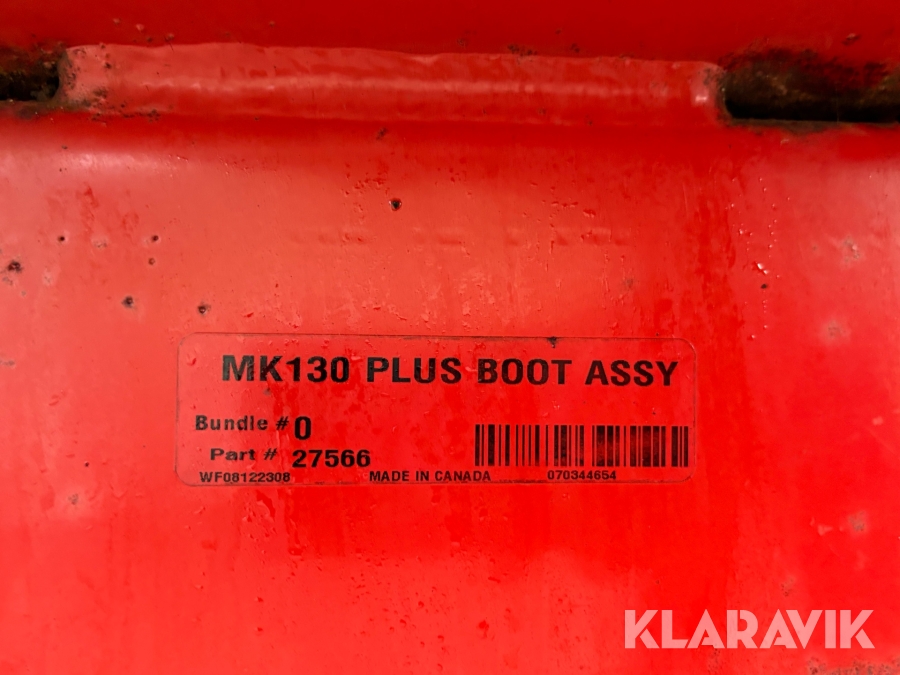 MK130 PLUS BOOT ASSY
Bundle # 0
Part # 27566
WF08122308 MADE IN CANADA 070344654
KLARAVIK